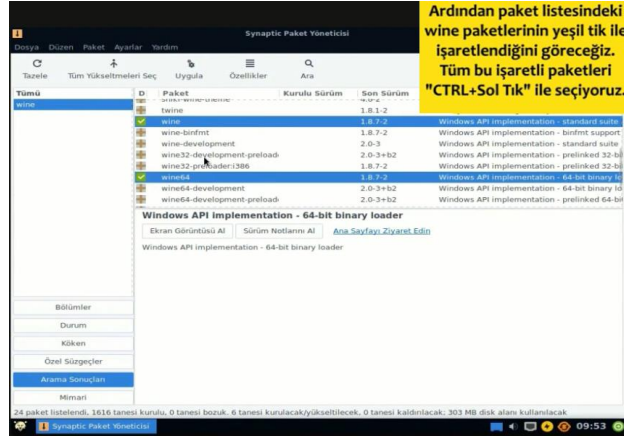 Ardından paket listesindeki
wine paketlerinin yeşil tik ile
işaretlendiğini göreceğiz.
Tüm bu işaretli paketleri
"CTRL+Sol Tık" ile seçiyoruz.
Synaptic Paket Yöneticisi
Dosya Düzen Paket Ayarlar Yardım
Tazele Tüm Yükseltmeleri Seç Uygula Özellikler Ara
Tümü D Paket Kurulu Sürüm Son Sürüm
wine
twine 1.8.1-2
wine 1.8.7-2 Windows API implementation - standard suite
wine-binfmt 1.8.7-2 Windows API implementation - binfmt support
wine-development 2.0-3 Windows API implementation - standard suite
wine32-development-preload 2.0-3+b2 Windows API implementation - prelinked 32-bi
wine32-preloader:i386 1.8.7-2 Windows API implementation - prelinked 32-bi
wine64 1.8.7-2 Windows API implementation - 64-bit binary lo
wine64-development 2.0-3+b2 Windows API implementation - 64-bit binary lo
wine64-development-preload 2.0-3+b2 Windows API implementation - prelinked 64-bi
Windows API implementation - 64-bit binary loader
Ekran Görüntüsü Al Sürüm Notlarını Al Ana Sayfayı Ziyaret Edin
Windows API implementation - 64-bit binary loader
Bölümler
Durum
Köken
Özel Süzgeçler
Arama Sonuçları
Mimari
24 paket listelendi, 1616 tanesi kurulu, 0 tanesi bozuk. 6 tanesi kurulacak/yükseltilecek, 0 tanesi kaldırılacak; 303 MB disk alanı kullanılacak
Synaptic Paket Yöneticisi 09:53